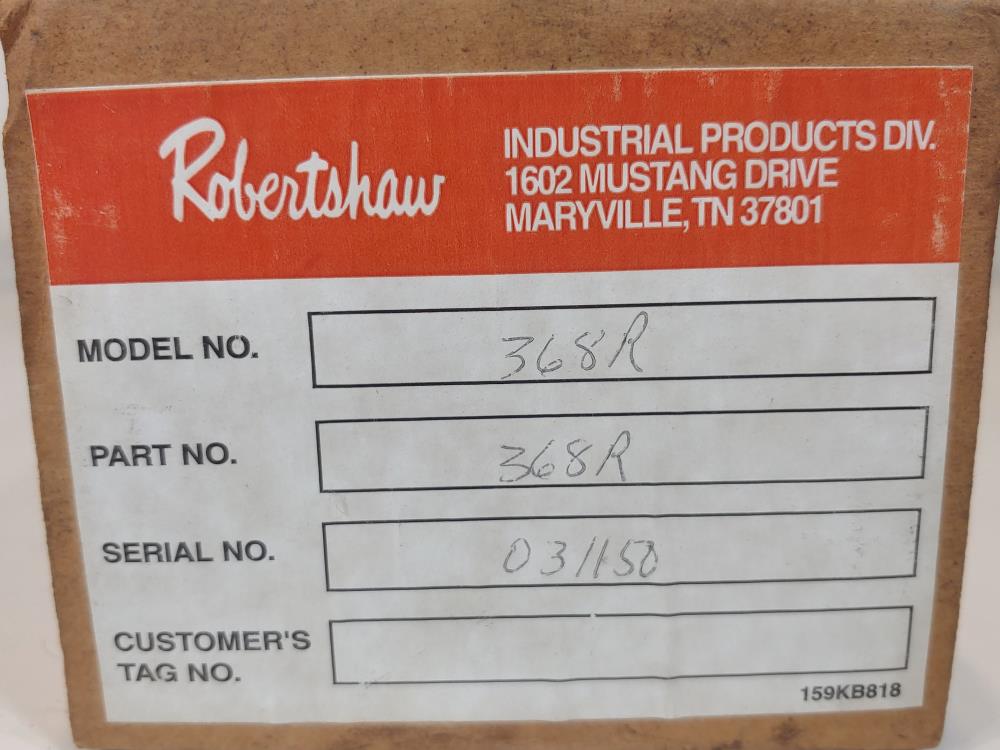 Robertshaw
INDUSTRIAL PRODUCTS DIV.
1602 MUSTANG DRIVE
MARYVILLE, TN 37801
MODEL NO. 368R
PART NO. 368R
SERIAL NO. 031150
CUSTOMER'S
TAG NO.
159KB818